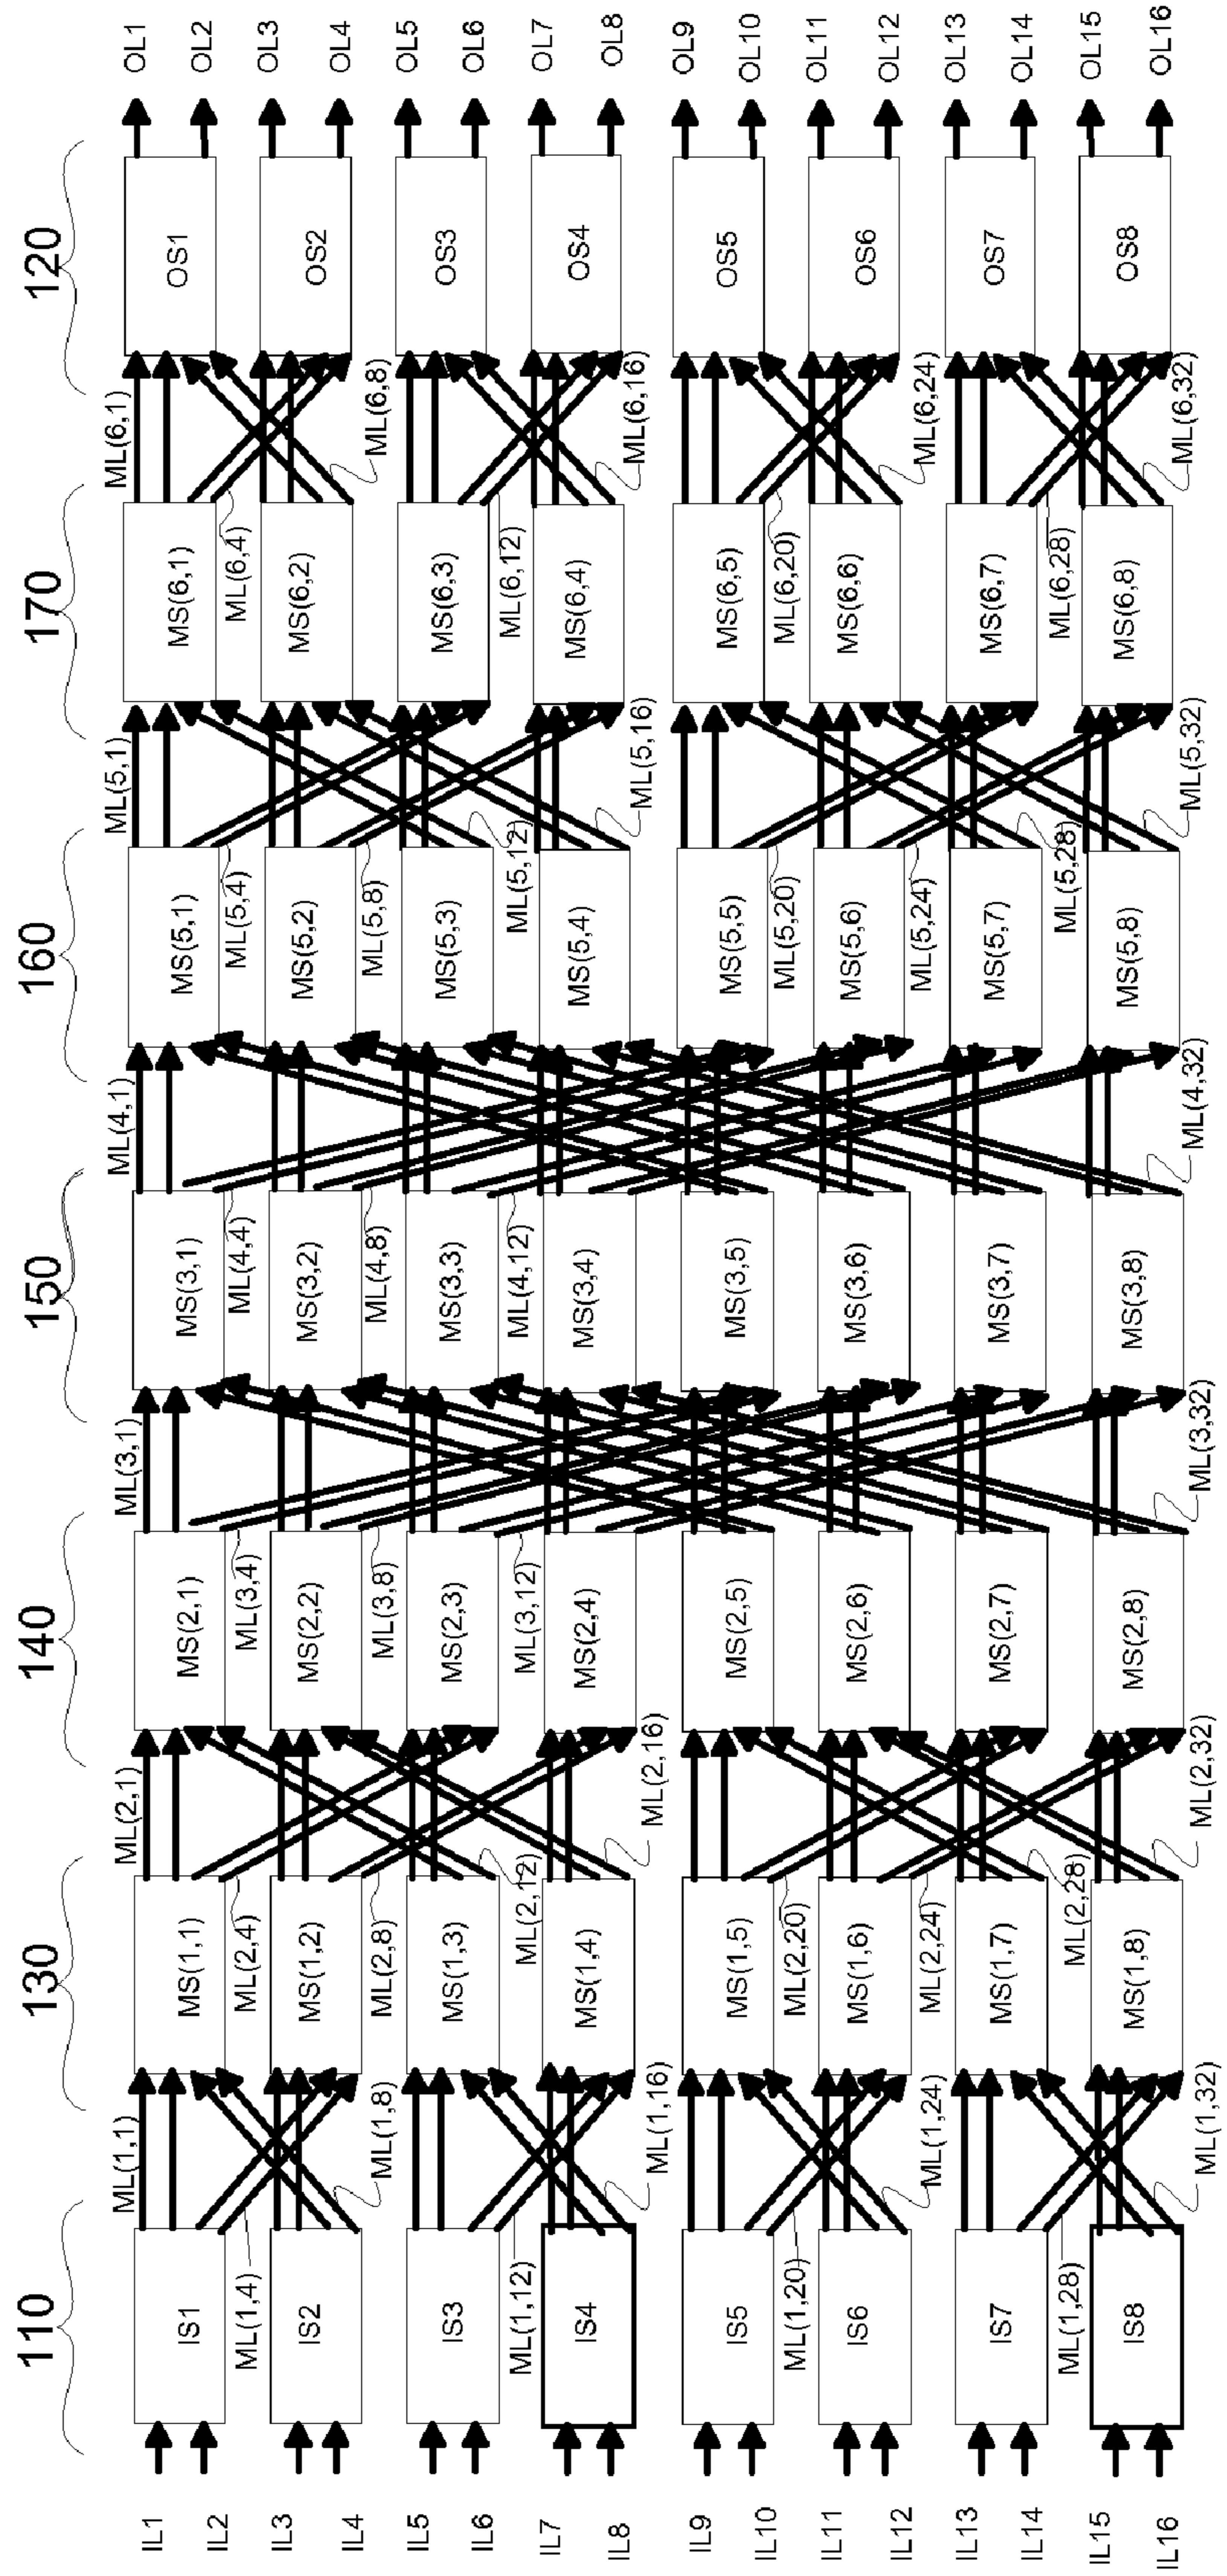 110 130 140 150 160 170 120
IL1 ML(1,1) ML(2,1) ML(3,1) ML(4,1) ML(5,1) ML(6,1) OL1
IS1 MS(1,1) MS(2,1) MS(3,1) MS(5,1) MS(6,1) OS1
IL2 OL2
ML(1,4) ML(2,4) ML(3,4) ML(4,4) ML(5,4) ML(6,4)
IL3 OL3
IS2 MS(1,2) MS(2,2) MS(3,2) MS(5,2) MS(6,2) OS2
IL4 OL4
ML(1,8) ML(2,8) ML(3,8) ML(4,8) ML(5,8) ML(6,8)
IL5 OL5
IS3 MS(1,3) MS(2,3) MS(3,3) MS(5,3) MS(6,3) OS3
IL6 OL6
ML(1,12) ML(2,12) ML(3,12) ML(4,12) ML(5,12) ML(6,12)
IL7 OL7
IS4 MS(1,4) MS(2,4) MS(3,4) MS(5,4) MS(6,4) OS4
IL8 OL8
ML(1,16) ML(2,16) ML(5,16) ML(6,16)
IL9 OL9
IS5 MS(1,5) MS(2,5) MS(3,5) MS(5,5) MS(6,5) OS5
IL10 OL10
ML(1,20) ML(2,20) ML(5,20) ML(6,20)
IL11 OL11
IS6 MS(1,6) MS(2,6) MS(3,6) MS(5,6) MS(6,6) OS6
IL12 OL12
ML(1,24) ML(2,24) ML(5,24) ML(6,24)
IL13 OL13
IS7 MS(1,7) MS(2,7) MS(3,7) MS(5,7) MS(6,7) OS7
IL14 OL14
ML(1,28) ML(2,28) ML(5,28) ML(6,28)
IL15 OL15
IS8 MS(1,8) MS(2,8) MS(3,8) MS(5,8) MS(6,8) OS8
IL16 OL16
ML(1,32) ML(2,32) ML(3,32) ML(4,32) ML(5,32) ML(6,32)